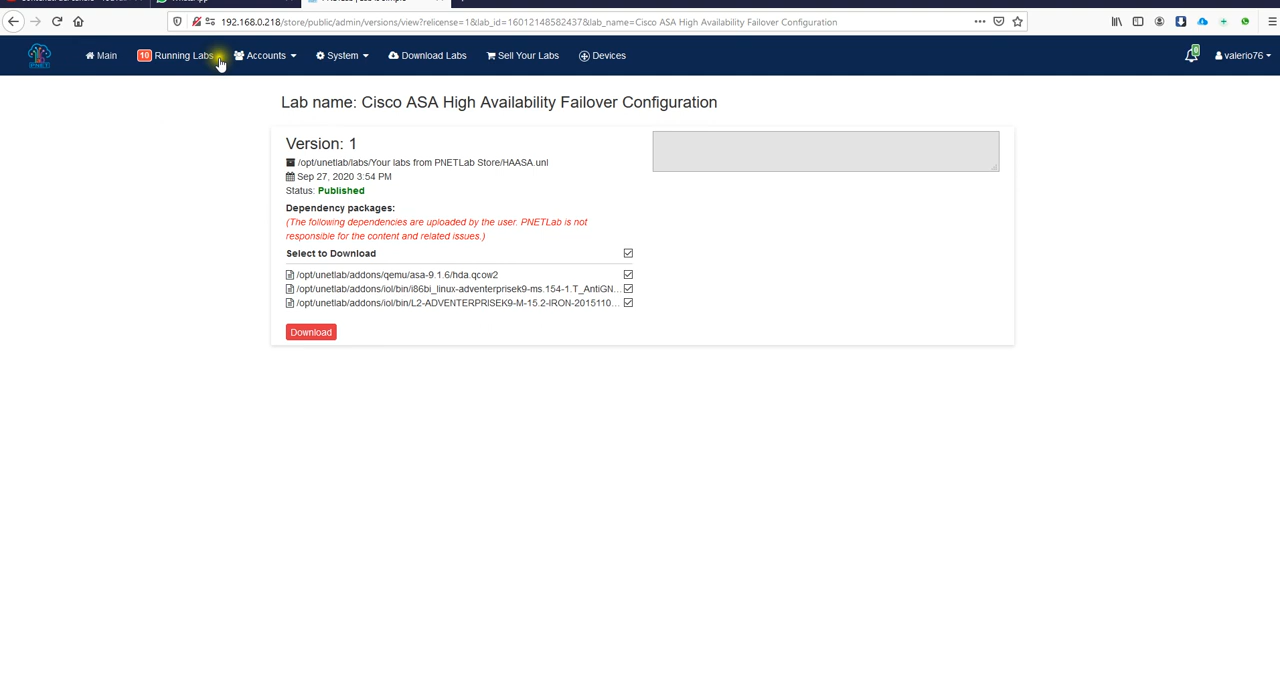 192.168.0.218/store/public/admin/versions/view?relicense=1&lab_id=16012148582437&lab_name=Cisco ASA High Availability Failover Configuration
PNET
Main
10 Running Labs
Accounts
System
Download Labs
Sell Your Labs
Devices
0
valerio76
Lab name: Cisco ASA High Availability Failover Configuration
Version: 1
/opt/unetlab/labs/Your labs from PNETLab Store/HAASA.unl
Sep 27, 2020 3:54 PM
Status: Published
Dependency packages:
(The following dependencies are uploaded by the user. PNETLab is not
responsible for the content and related issues.)
Select to Download
/opt/unetlab/addons/qemu/asa-9.1.6/hda.qcow2
/opt/unetlab/addons/iol/bin/i86bi_linux-adventerprisek9-ms.154-1.T_AntiGN...
/opt/unetlab/addons/iol/bin/L2-ADVENTERPRISEK9-M-15.2-IRON-2015110...
Download